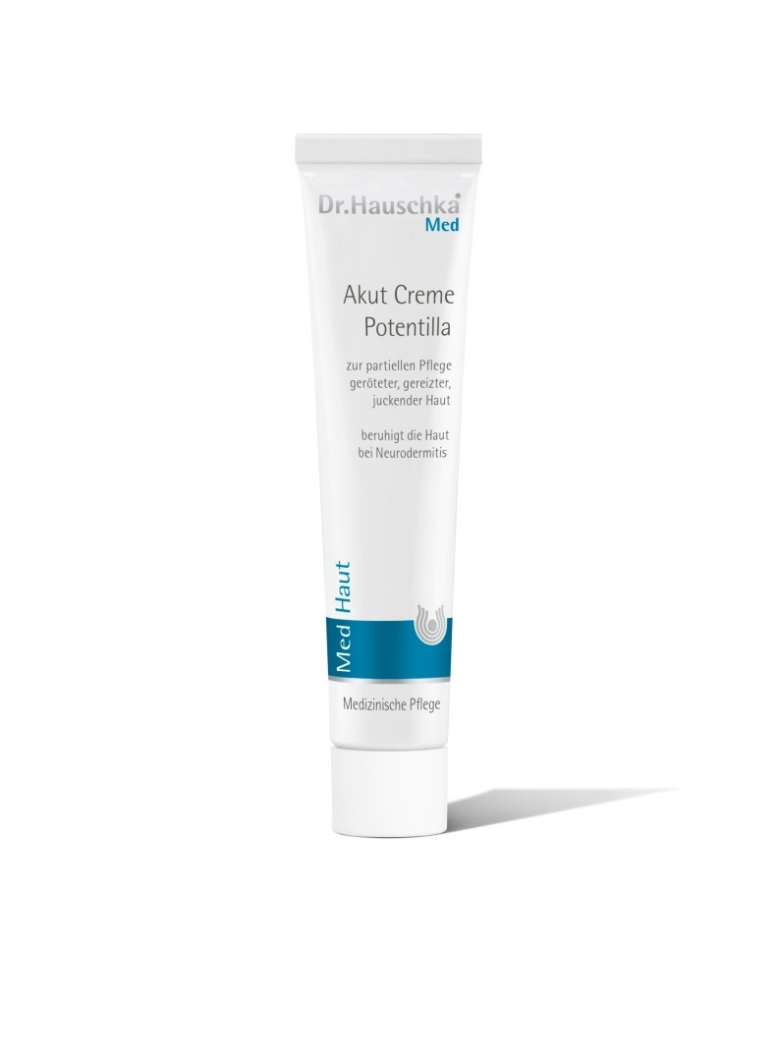 Dr.Hauschka®
Med
Akut Creme
Potentilla
zur partiellen Pflege
geröteter, gereizter,
juckender Haut
beruhigt die Haut
bei Neurodermitis
Med Haut
Medizinische Pflege